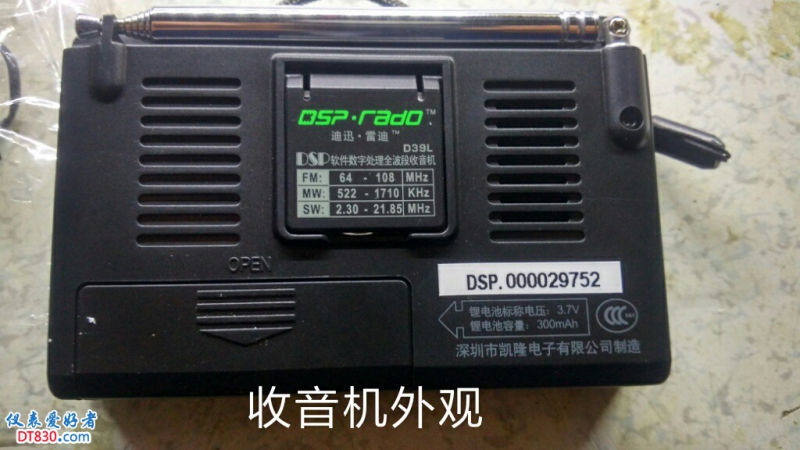 DSP·radio™
迪迅·雷迪™
D39L
DSP软件数字处理全波段收音机
FM: 64 - 108 MHz
MW: 522 - 1710 KHz
SW: 2.30 - 21.85 MHz
OPEN
DSP.000029752
锂电池标称电压: 3.7V
锂电池容量: 300mAh
CCC
深圳市凯隆电子有限公司制造
收音机外观
仪表爱好者
DT830.com